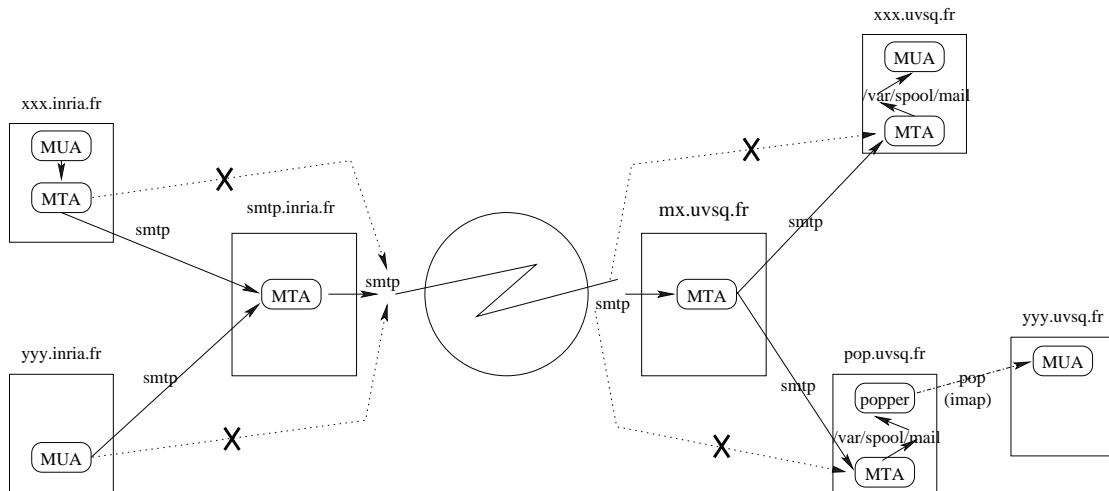 xxx.uvsq.fr
MUA
/var/spool/mail
MTA
xxx.inria.fr
MUA
MTA
X
X
smtp
smtp.inria.fr
MTA
smtp
mx.uvsq.fr
MTA
smtp
smtp
yyy.inria.fr
MUA
smtp
X
X
pop.uvsq.fr
popper
/var/spool/mail
MTA
smtp
pop
(imap)
yyy.uvsq.fr
MUA